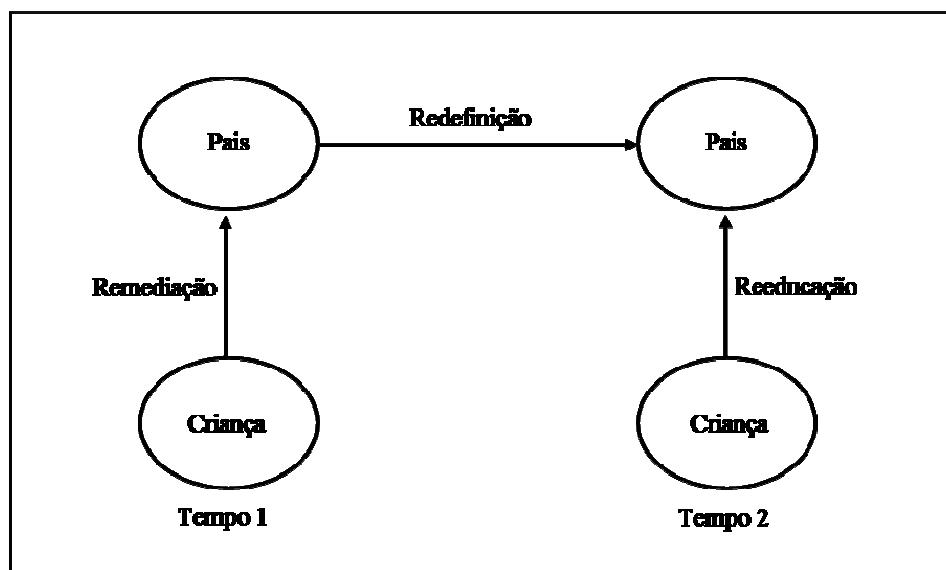 Redefinição
Pais
Pais
Remediação
Reeducação
Criança
Criança
Tempo 1
Tempo 2